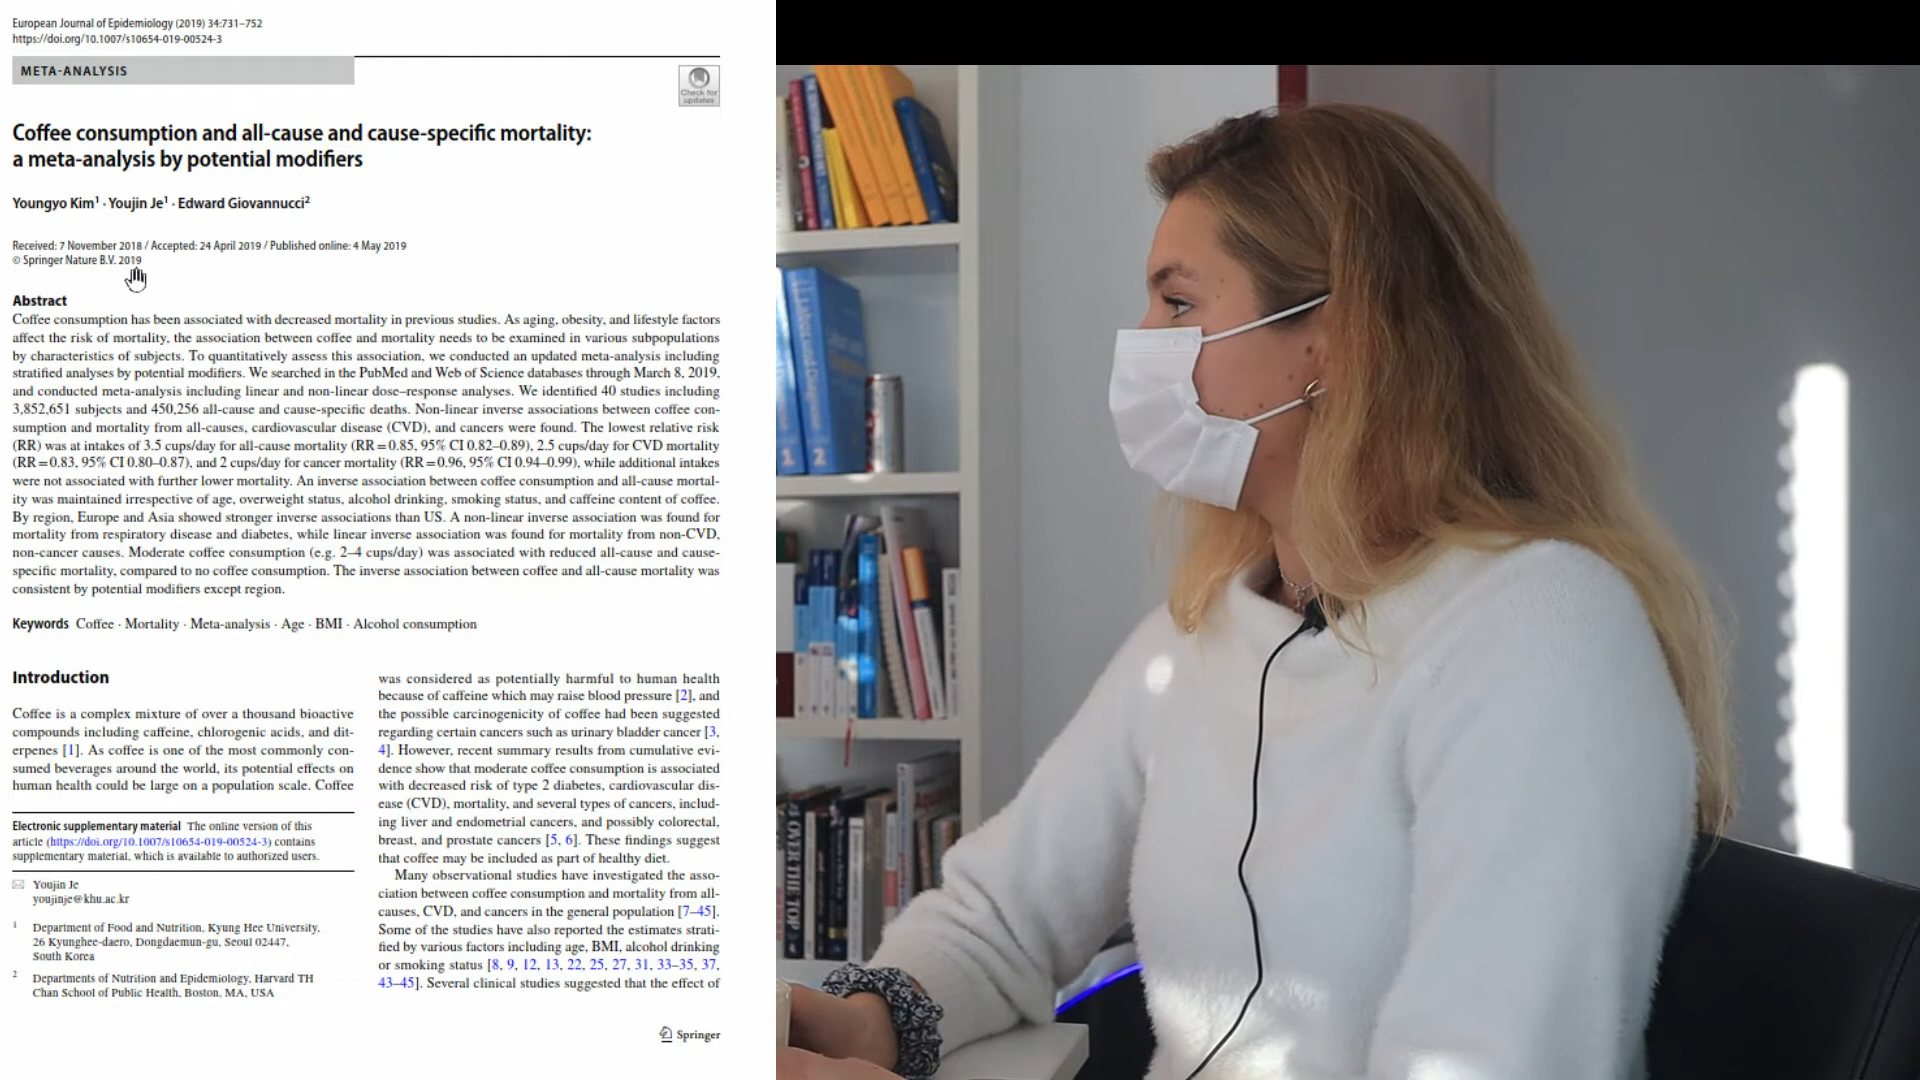 European Journal of Epidemiology (2019) 34:731–752
https://doi.org/10.1007/s10654-019-00524-3
META-ANALYSIS
Check for
updates
Coffee consumption and all-cause and cause-specific mortality:
a meta-analysis by potential modifiers
Youngyo Kim1 · Youjin Je1 · Edward Giovannucci2
Received: 7 November 2018 / Accepted: 24 April 2019 / Published online: 4 May 2019
© Springer Nature B.V. 2019
Abstract
Coffee consumption has been associated with decreased mortality in previous studies. As aging, obesity, and lifestyle factors
affect the risk of mortality, the association between coffee and mortality needs to be examined in various subpopulations
by characteristics of subjects. To quantitatively assess this association, we conducted an updated meta-analysis including
stratified analyses by potential modifiers. We searched in the PubMed and Web of Science databases through March 8, 2019,
and conducted meta-analysis including linear and non-linear dose–response analyses. We identified 40 studies including
3,852,651 subjects and 450,256 all-cause and cause-specific deaths. Non-linear inverse associations between coffee con-
sumption and mortality from all-causes, cardiovascular disease (CVD), and cancers were found. The lowest relative risk
(RR) was at intakes of 3.5 cups/day for all-cause mortality (RR = 0.85, 95% CI 0.82–0.89), 2.5 cups/day for CVD mortality
(RR = 0.83, 95% CI 0.80–0.87), and 2 cups/day for cancer mortality (RR = 0.96, 95% CI 0.94–0.99), while additional intakes
were not associated with further lower mortality. An inverse association between coffee consumption and all-cause mortal-
ity was maintained irrespective of age, overweight status, alcohol drinking, smoking status, and caffeine content of coffee.
By region, Europe and Asia showed stronger inverse associations than US. A non-linear inverse association was found for
mortality from respiratory disease and diabetes, while linear inverse association was found for mortality from non-CVD,
non-cancer causes. Moderate coffee consumption (e.g. 2–4 cups/day) was associated with reduced all-cause and cause-
specific mortality, compared to no coffee consumption. The inverse association between coffee and all-cause mortality was
consistent by potential modifiers except region.
Keywords Coffee · Mortality · Meta-analysis · Age · BMI · Alcohol consumption
Introduction
Coffee is a complex mixture of over a thousand bioactive
compounds including caffeine, chlorogenic acids, and dit-
erpenes [1]. As coffee is one of the most commonly con-
sumed beverages around the world, its potential effects on
human health could be large on a population scale. Coffee
Electronic supplementary material The online version of this
article (https://doi.org/10.1007/s10654-019-00524-3) contains
supplementary material, which is available to authorized users.
Youjin Je
youjinje@khu.ac.kr
1 Department of Food and Nutrition, Kyung Hee University,
26 Kyunghee-daero, Dongdaemun-gu, Seoul 02447,
South Korea
2 Departments of Nutrition and Epidemiology, Harvard TH
Chan School of Public Health, Boston, MA, USA
was considered as potentially harmful to human health
because of caffeine which may raise blood pressure [2], and
the possible carcinogenicity of coffee had been suggested
regarding certain cancers such as urinary bladder cancer [3,
4]. However, recent summary results from cumulative evi-
dence show that moderate coffee consumption is associated
with decreased risk of type 2 diabetes, cardiovascular dis-
ease (CVD), mortality, and several types of cancers, includ-
ing liver and endometrial cancers, and possibly colorectal,
breast, and prostate cancers [5, 6]. These findings suggest
that coffee may be included as part of healthy diet.
Many observational studies have investigated the asso-
ciation between coffee consumption and mortality from all-
causes, CVD, and cancers in the general population [7–45].
Some of the studies have also reported the estimates strati-
fied by various factors including age, BMI, alcohol drinking
or smoking status [8, 9, 12, 13, 22, 25, 27, 31, 33–35, 37,
43–45]. Several clinical studies suggested that the effect of
Springer
1
2
OVER THE TOP